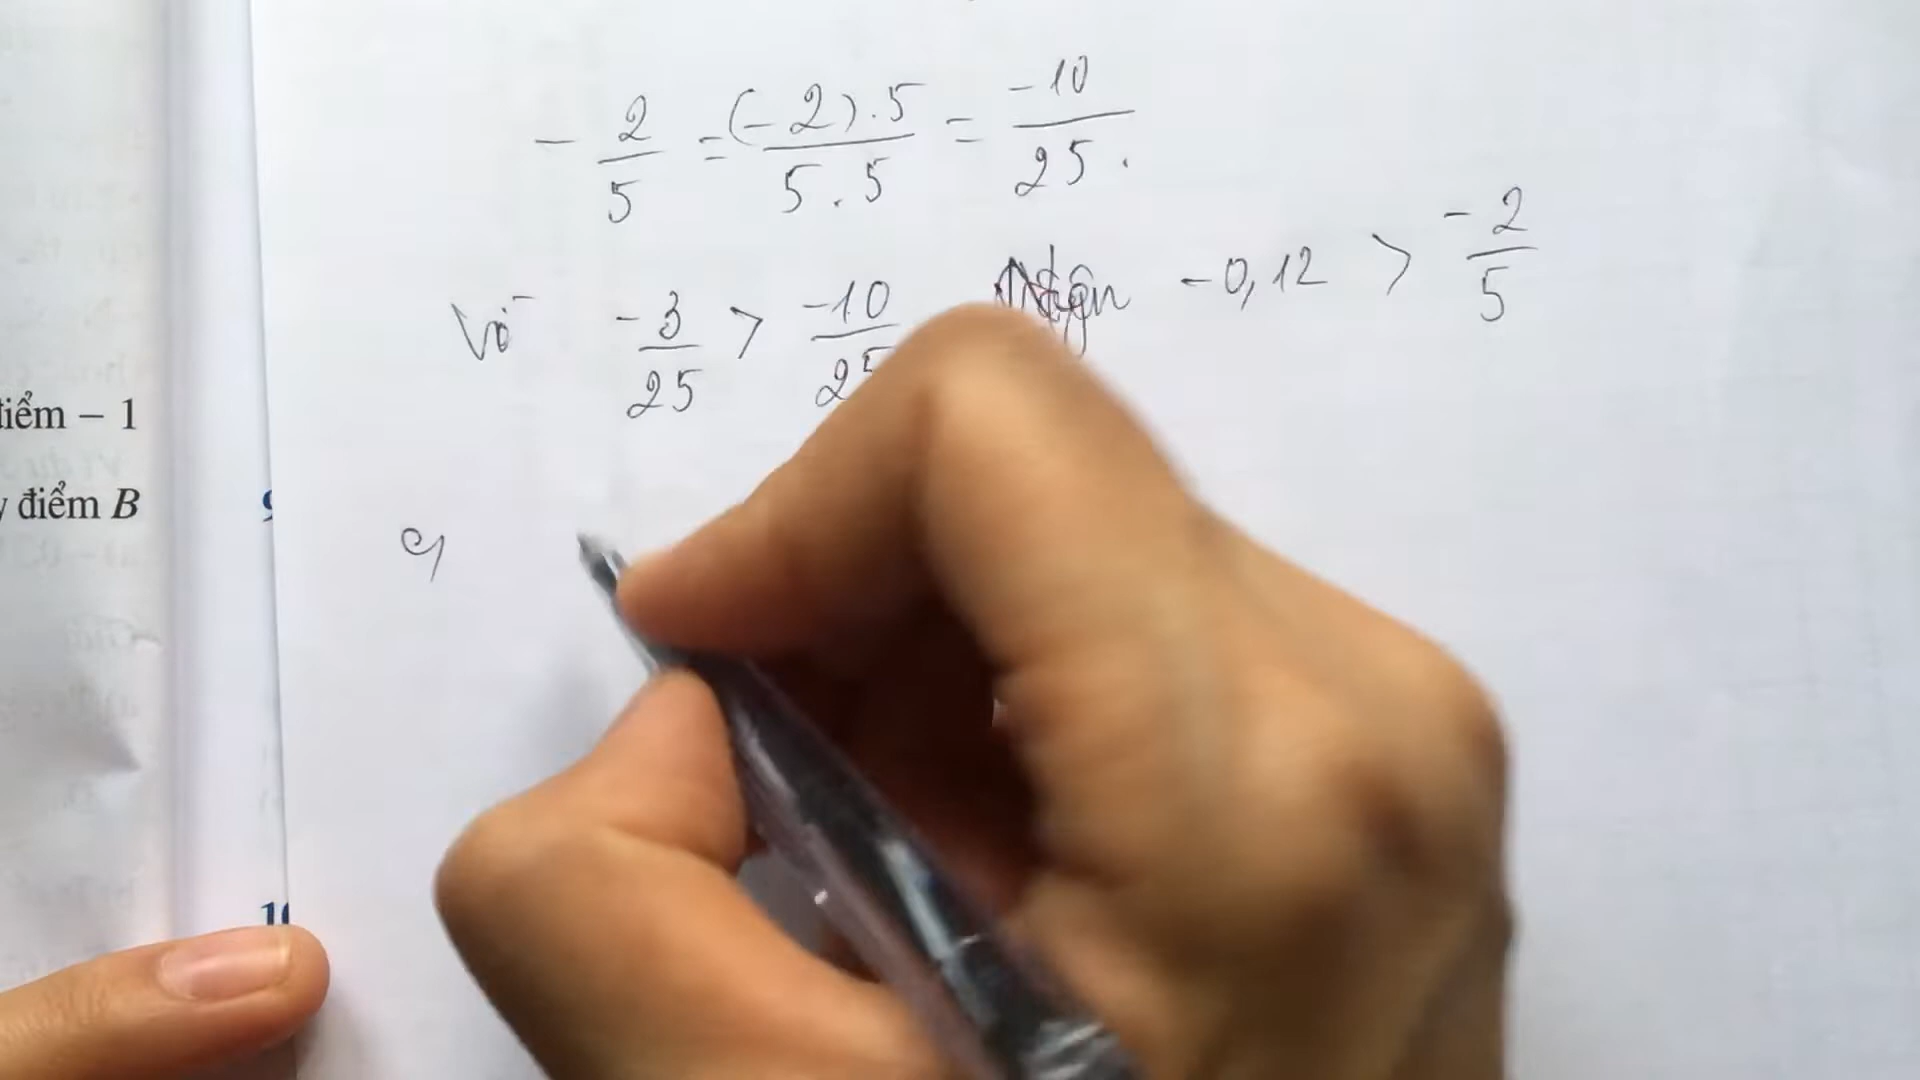 - 2/5 = (-2).5/5.5 = -10/25.
Vì -3/25 > -10/25 -0,12 > -2/5
c)
điểm – 1
điểm B